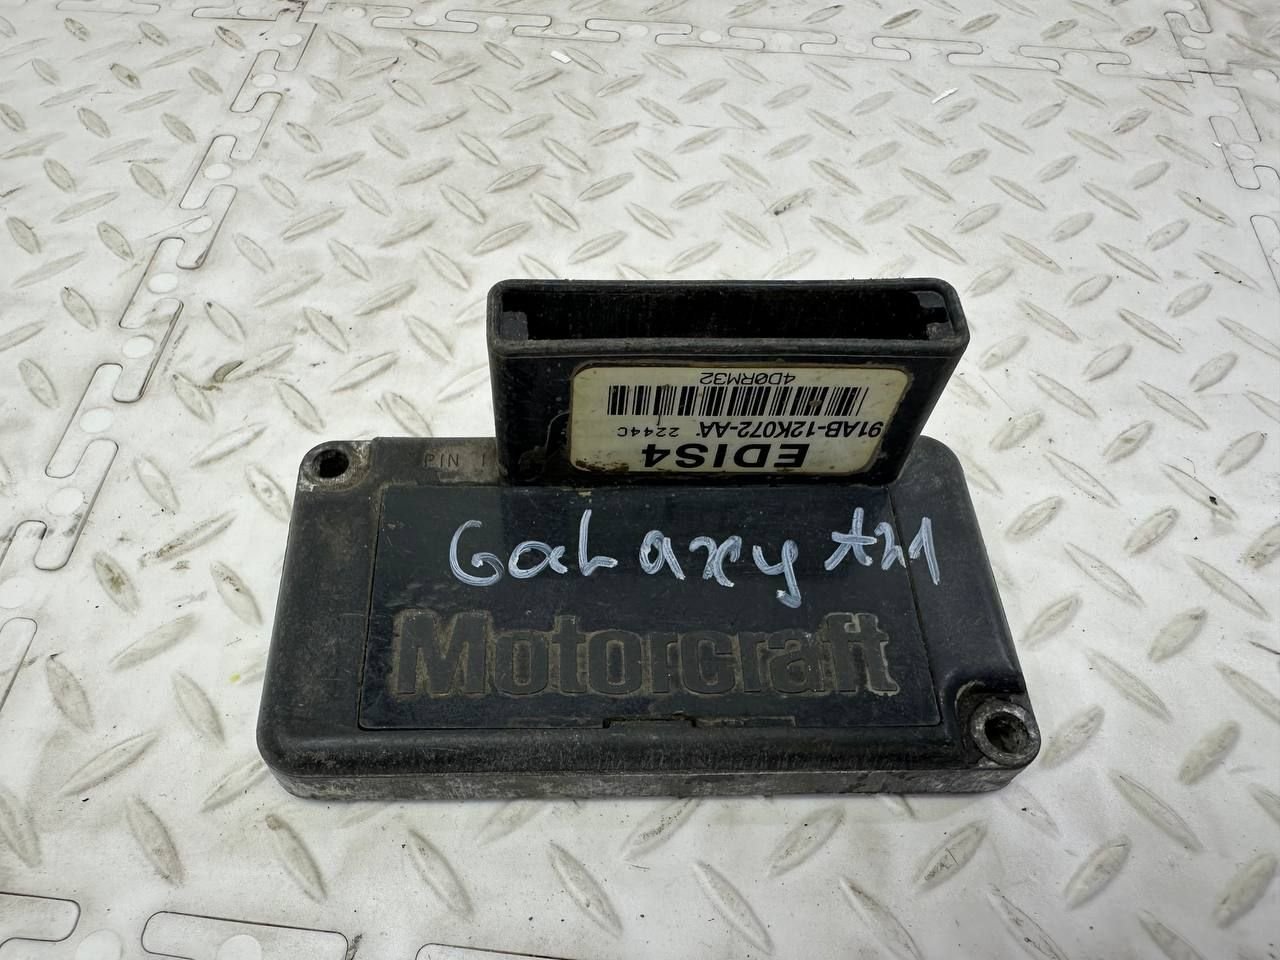 PIN 1
EDIS4
91AB-12K072-AA 2244C
4D0RM32
Galaxy A21
Motorcraft